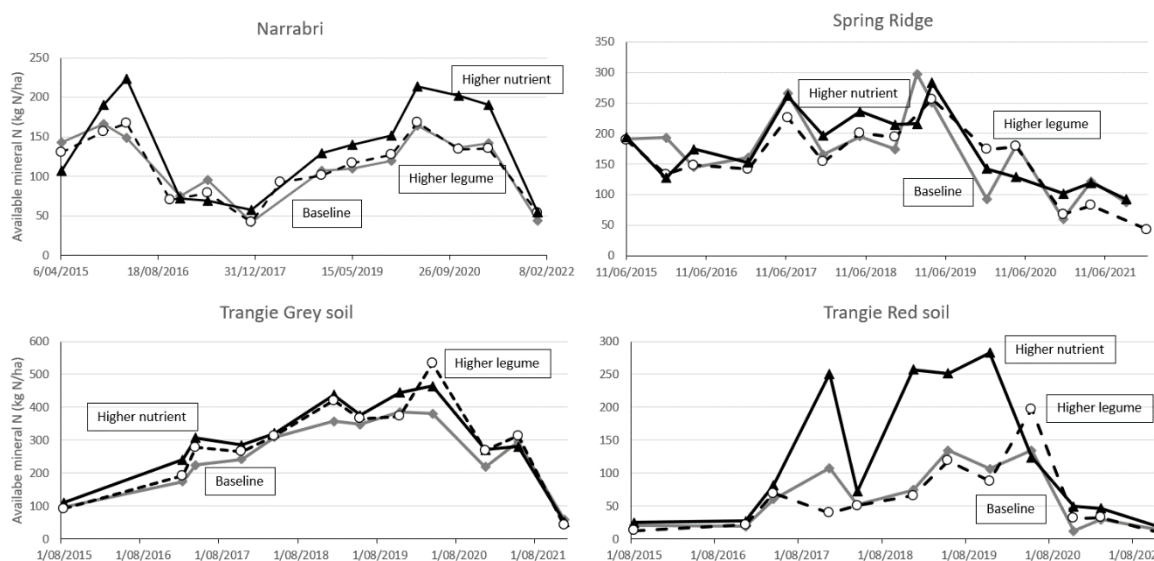 Narrabri
Available mineral N (kg N/ha)
250
200
150
100
50
0
6/04/2015 18/08/2016 31/12/2017 15/05/2019 26/09/2020 8/02/2022
Higher nutrient
Higher legume
Baseline
Spring Ridge
350
300
250
200
150
100
50
0
11/06/2015 11/06/2016 11/06/2017 11/06/2018 11/06/2019 11/06/2020 11/06/2021
Higher nutrient
Higher legume
Baseline
Trangie Grey soil
Availabe mineral N (kg N/ha)
600
500
400
300
200
100
0
1/08/2015 1/08/2016 1/08/2017 1/08/2018 1/08/2019 1/08/2020 1/08/2021
Higher legume
Higher nutrient
Baseline
Trangie Red soil
350
300
250
200
150
100
50
0
1/08/2015 1/08/2016 1/08/2017 1/08/2018 1/08/2019 1/08/2020 1/08/202
Higher nutrient
Higher legume
Baseline